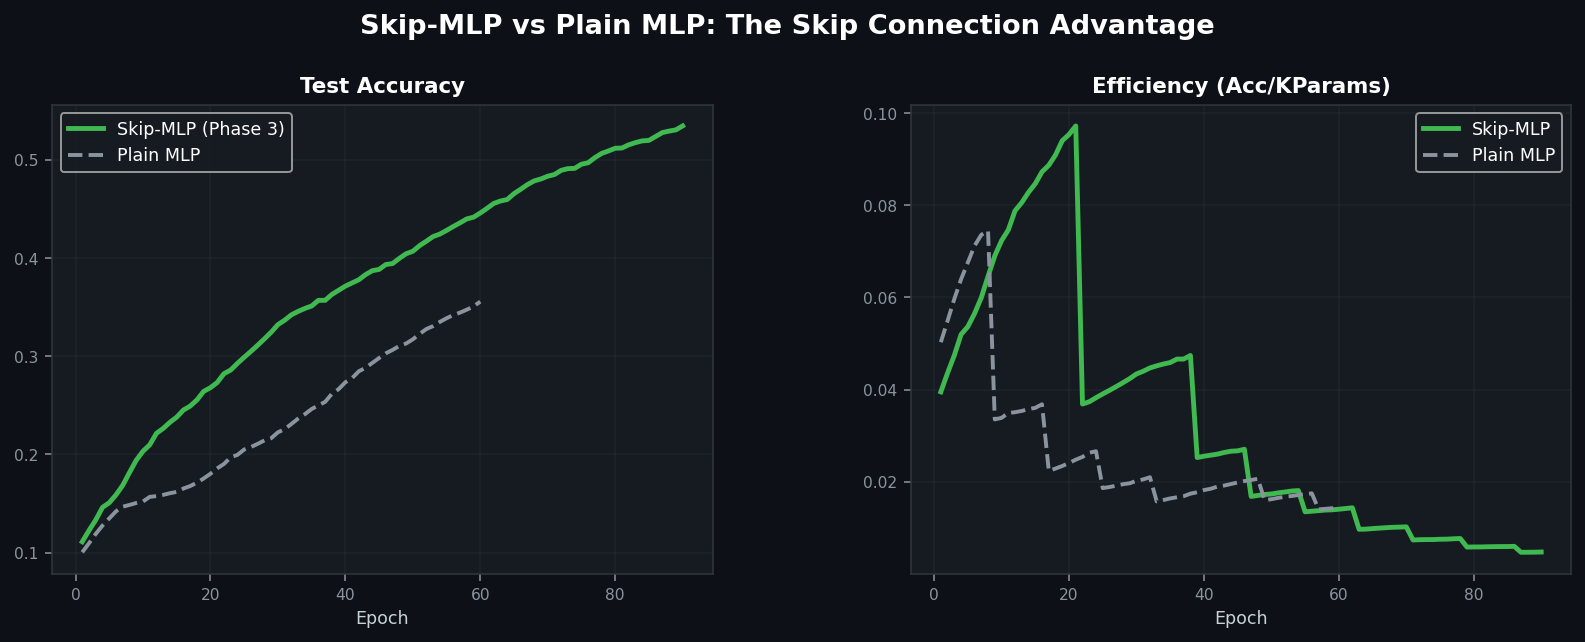 Skip-MLP vs Plain MLP: The Skip Connection Advantage
Test Accuracy
Skip-MLP (Phase 3)
Plain MLP
0.5
0.4
0.3
0.2
0.1
0
20
40
60
80
Epoch
Efficiency (Acc/KParams)
Skip-MLP
Plain MLP
0.10
0.08
0.06
0.04
0.02
0
20
40
60
80
Epoch